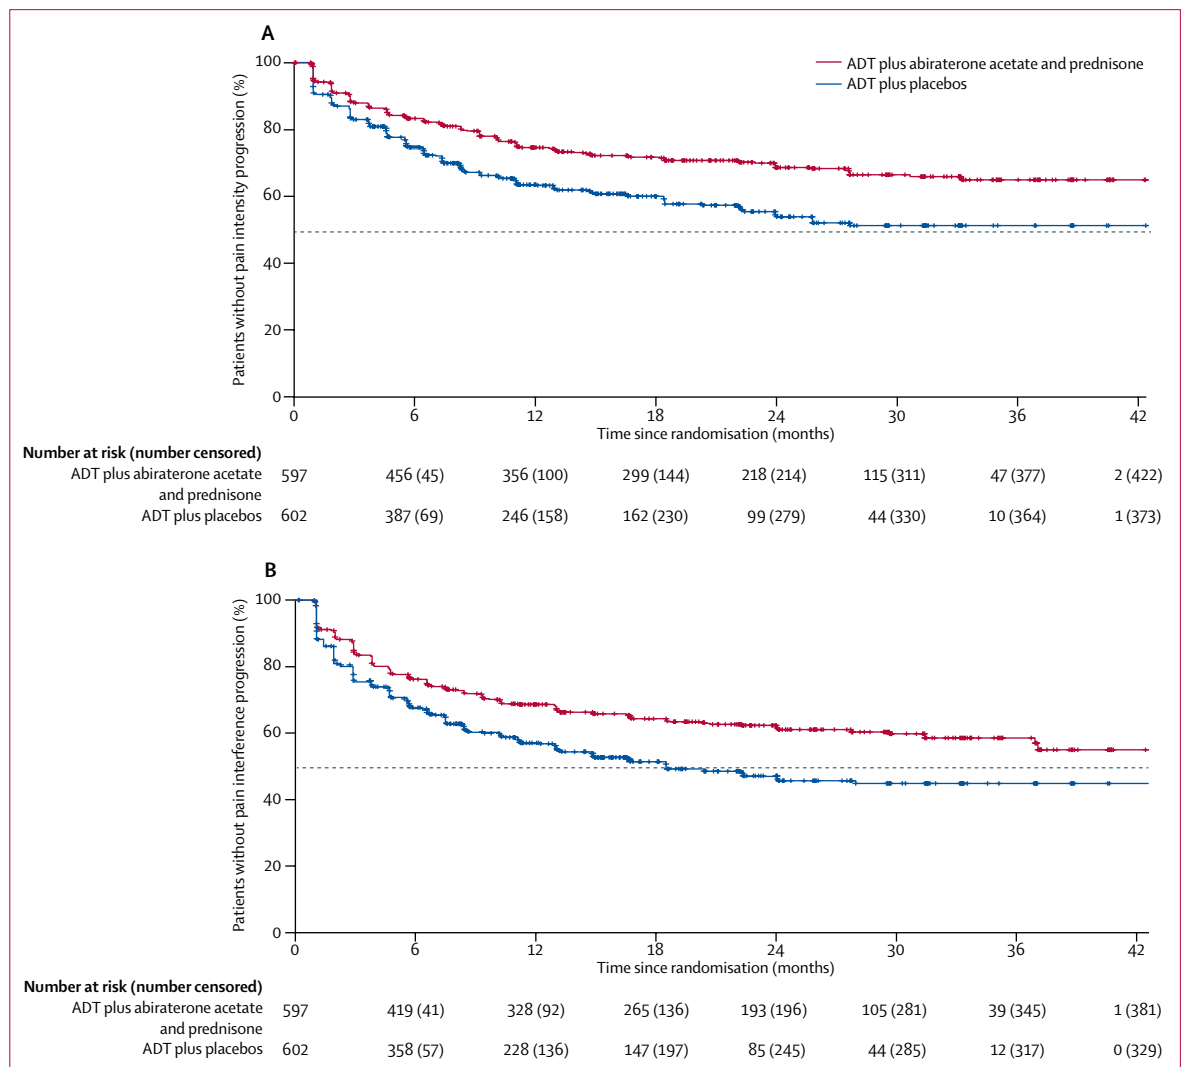 A
ADT plus abiraterone acetate and prednisone
ADT plus placebos
Patients without pain intensity progression (%)
100
80
60
40
20
0
0 6 12 18 24 30 36 42
Time since randomisation (months)
Number at risk (number censored)
ADT plus abiraterone acetate
and prednisone
597 456 (45) 356 (100) 299 (144) 218 (214) 115 (311) 47 (377) 2 (422)
ADT plus placebos 602 387 (69) 246 (158) 162 (230) 99 (279) 44 (330) 10 (364) 1 (373)
B
Patients without pain interference progression (%)
100
80
60
40
20
0
0 6 12 18 24 30 36 42
Time since randomisation (months)
Number at risk (number censored)
ADT plus abiraterone acetate
and prednisone
597 419 (41) 328 (92) 265 (136) 193 (196) 105 (281) 39 (345) 1 (381)
ADT plus placebos 602 358 (57) 228 (136) 147 (197) 85 (245) 44 (285) 12 (317) 0 (329)